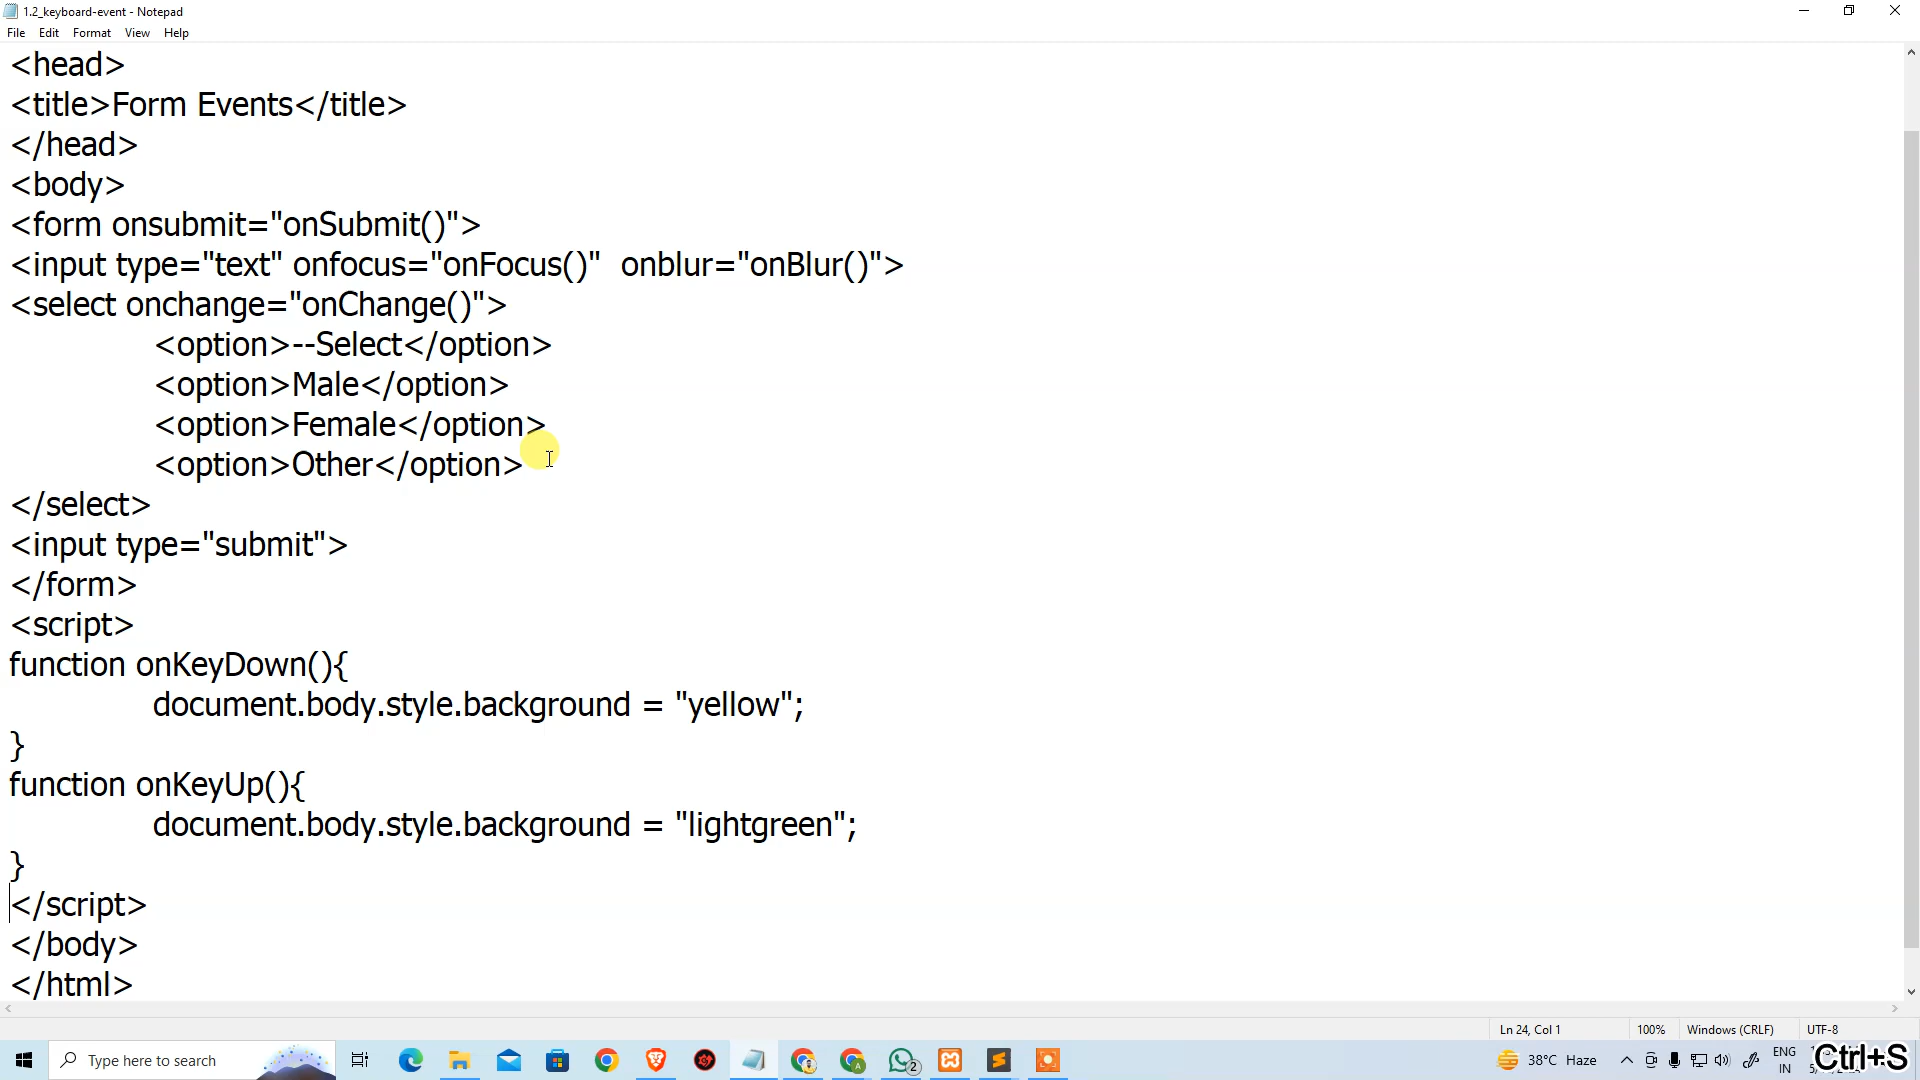 1.2_keyboard-event - Notepad
File Edit Format View Help
<head>
<title>Form Events</title>
</head>
<body>
<form onsubmit="onSubmit()">
<input type="text" onfocus="onFocus()"  onblur="onBlur()">
<select onchange="onChange()">
<option>--Select</option>
<option>Male</option>
<option>Female</option>
<option>Other</option>
</select>
<input type="submit">
</form>
<script>
function onKeyDown(){
document.body.style.background = "yellow";
}
function onKeyUp(){
document.body.style.background = "lightgreen";
}
</script>
</body>
</html>
Ln 24, Col 1 100% Windows (CRLF) UTF-8
Type here to search 2 38°C Haze ENG IN
Ctrl+S